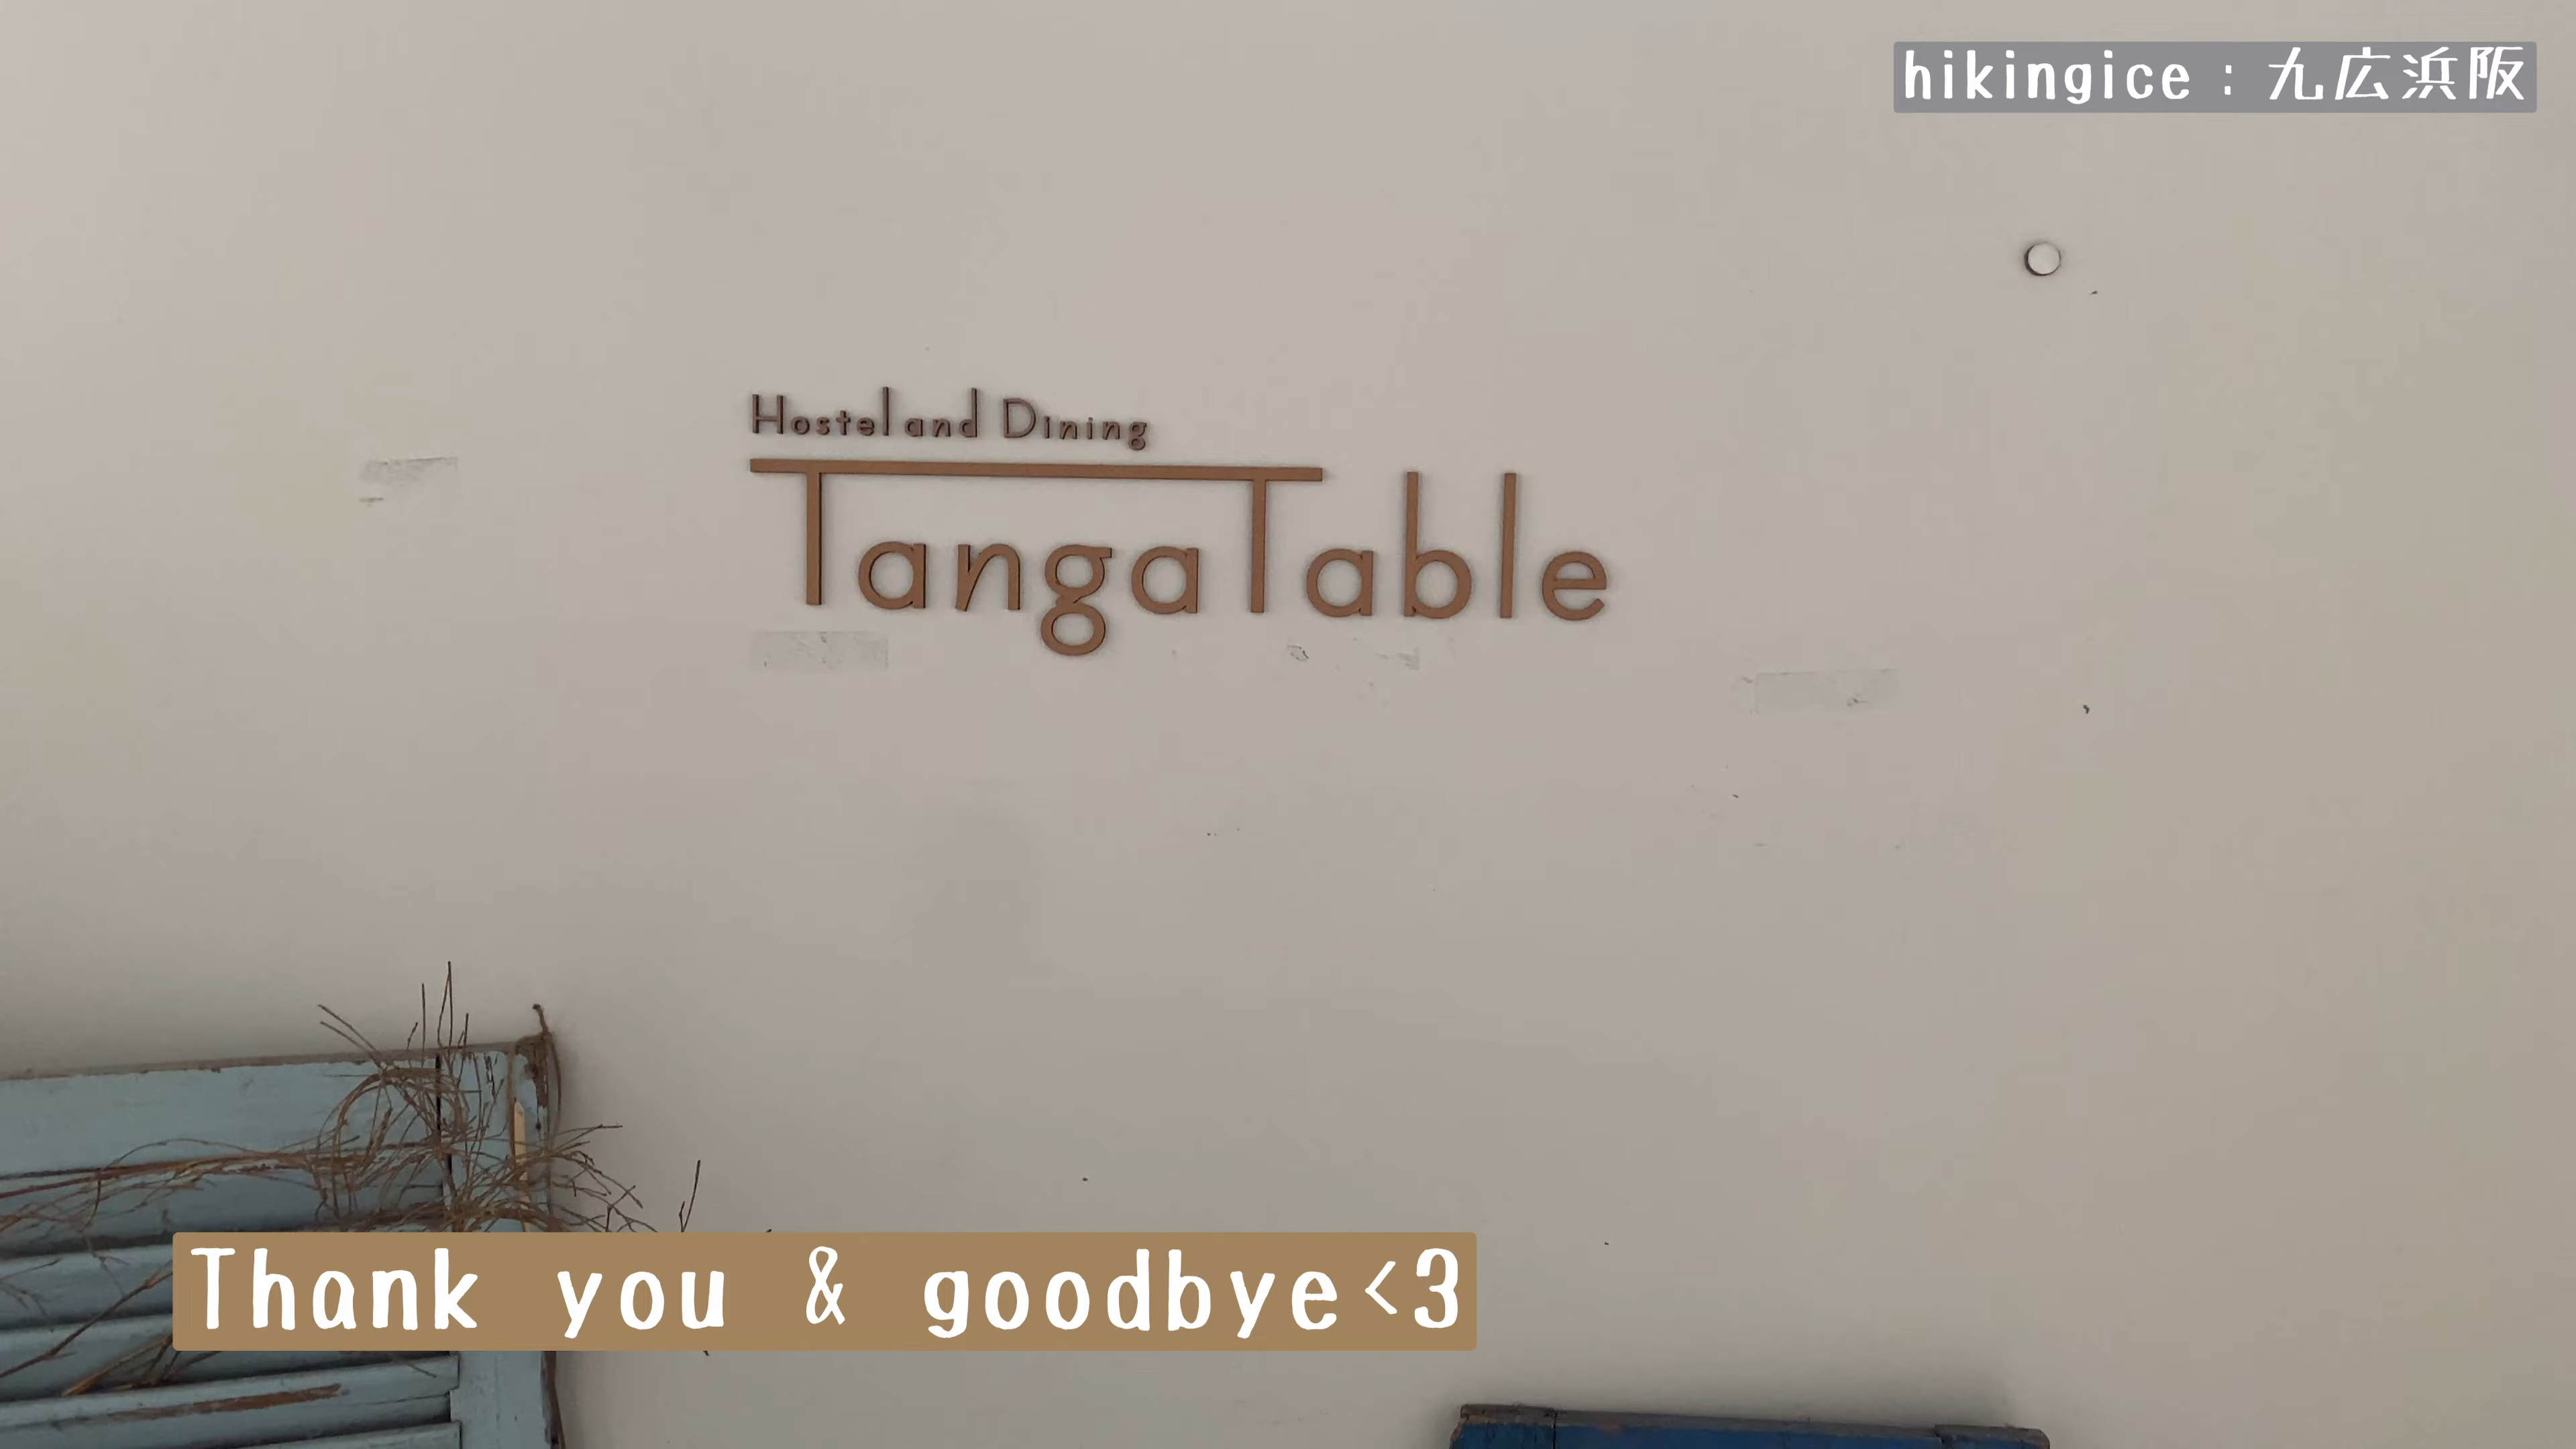 hikingice : 九広浜阪
Hostel and Dining
TangaTable
Thank you & goodbye<3